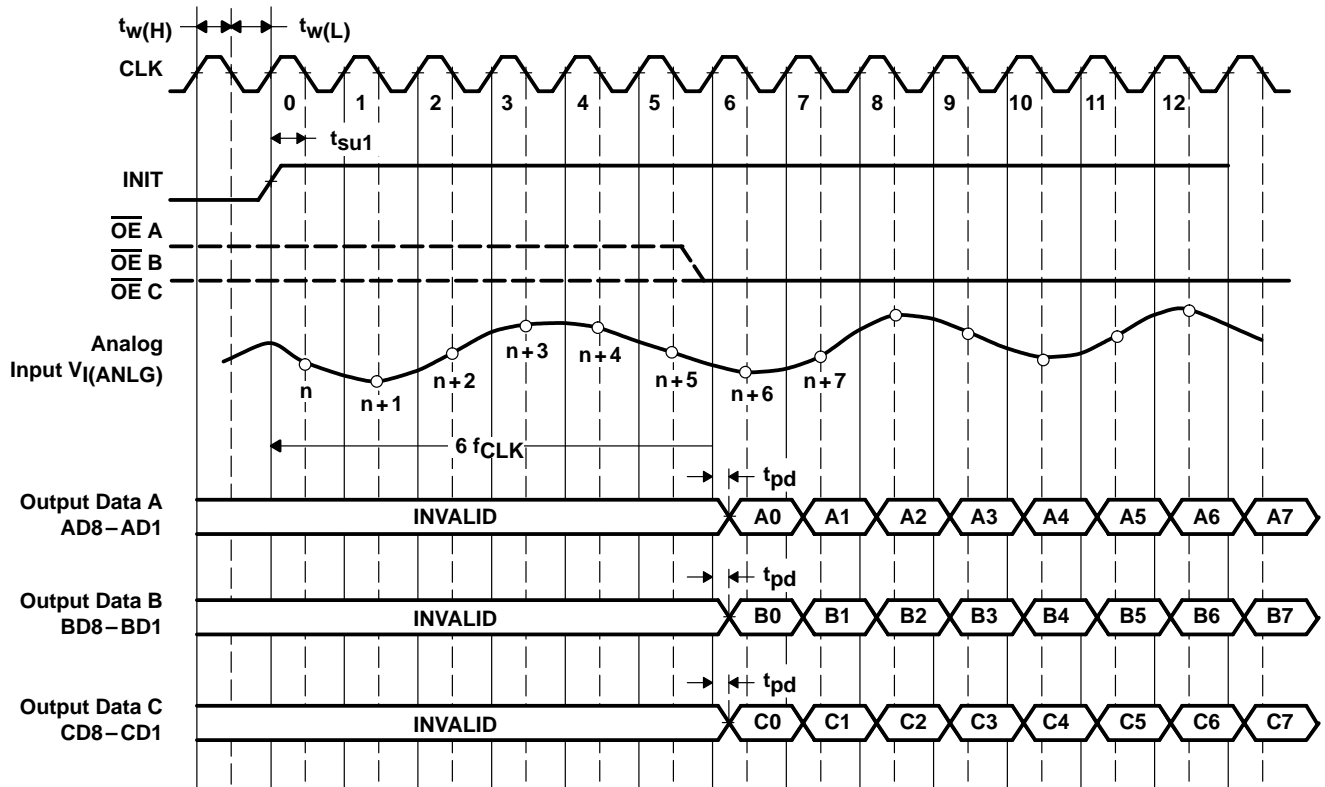 tw(H)
tw(L)
CLK
0 1 2 3 4 5 6 7 8 9 10 11 12
tsu1
INIT
OE A
OE B
OE C
Analog
Input VI(ANLG)
n
n+1
n+2
n+3
n+4
n+5
n+6
n+7
6 fCLK
tpd
Output Data A
AD8–AD1
INVALID
A0 A1 A2 A3 A4 A5 A6 A7
tpd
Output Data B
BD8–BD1
INVALID
B0 B1 B2 B3 B4 B5 B6 B7
tpd
Output Data C
CD8–CD1
INVALID
C0 C1 C2 C3 C4 C5 C6 C7